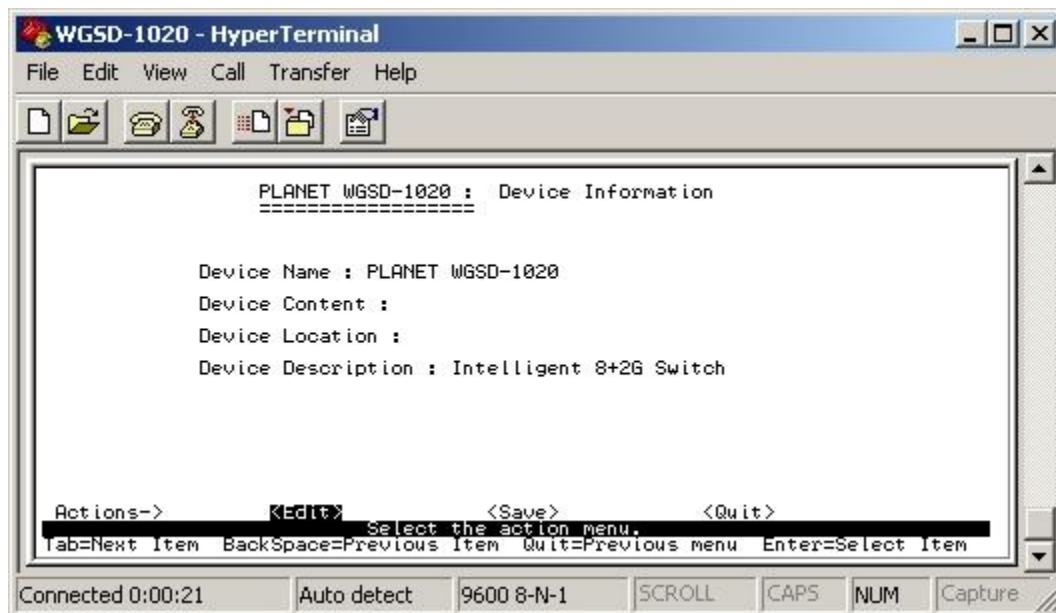 WGSD-1020 - HyperTerminal
File Edit View Call Transfer Help
PLANET WGSD-1020 : Device Information
==================
Device Name : PLANET WGSD-1020
Device Content :
Device Location :
Device Description : Intelligent 8+2G Switch
Actions-> <Edit> <Save> <Quit>
Select the action menu.
Tab=Next Item BackSpace=Previous Item Quit=Previous menu Enter=Select Item
Connected 0:00:21 Auto detect 9600 8-N-1 SCROLL CAPS NUM Capture